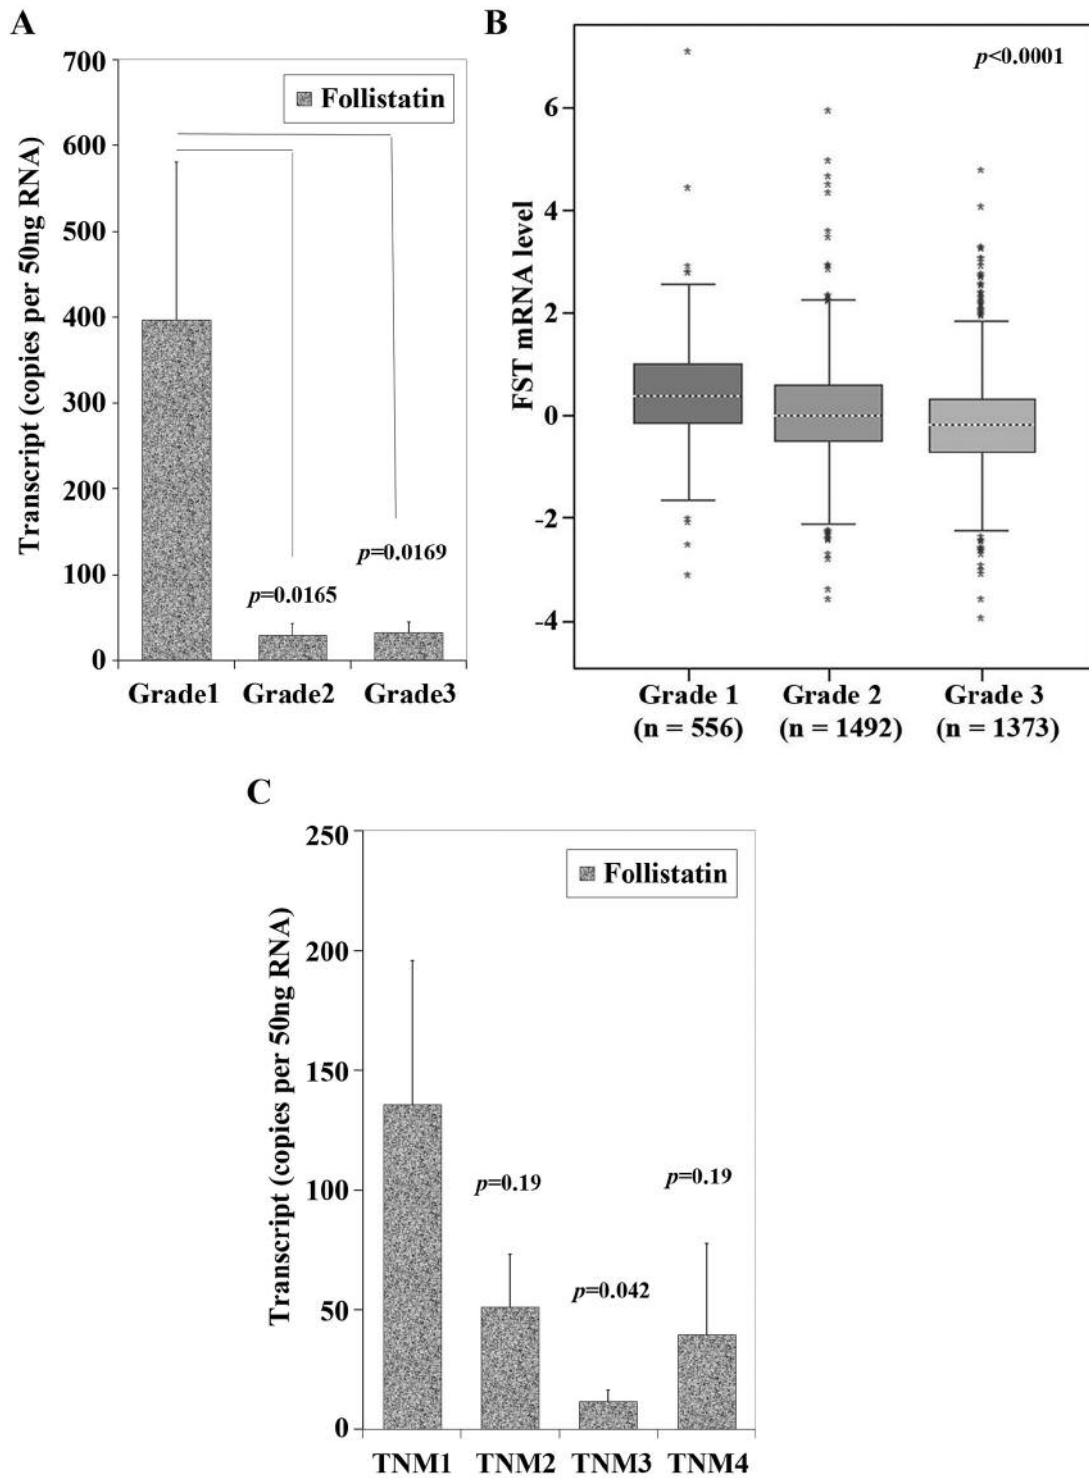 A
Transcript (copies per 50ng RNA)
700
600
500
400
300
200
100
0
Follistatin
p=0.0165
p=0.0169
Grade1 Grade2 Grade3
B
FST mRNA level
6
4
2
0
-2
-4
p<0.0001
Grade 1 Grade 2 Grade 3
(n = 556) (n = 1492) (n = 1373)
C
Transcript (copies per 50ng RNA)
250
200
150
100
50
0
Follistatin
p=0.19
p=0.042
p=0.19
TNM1 TNM2 TNM3 TNM4